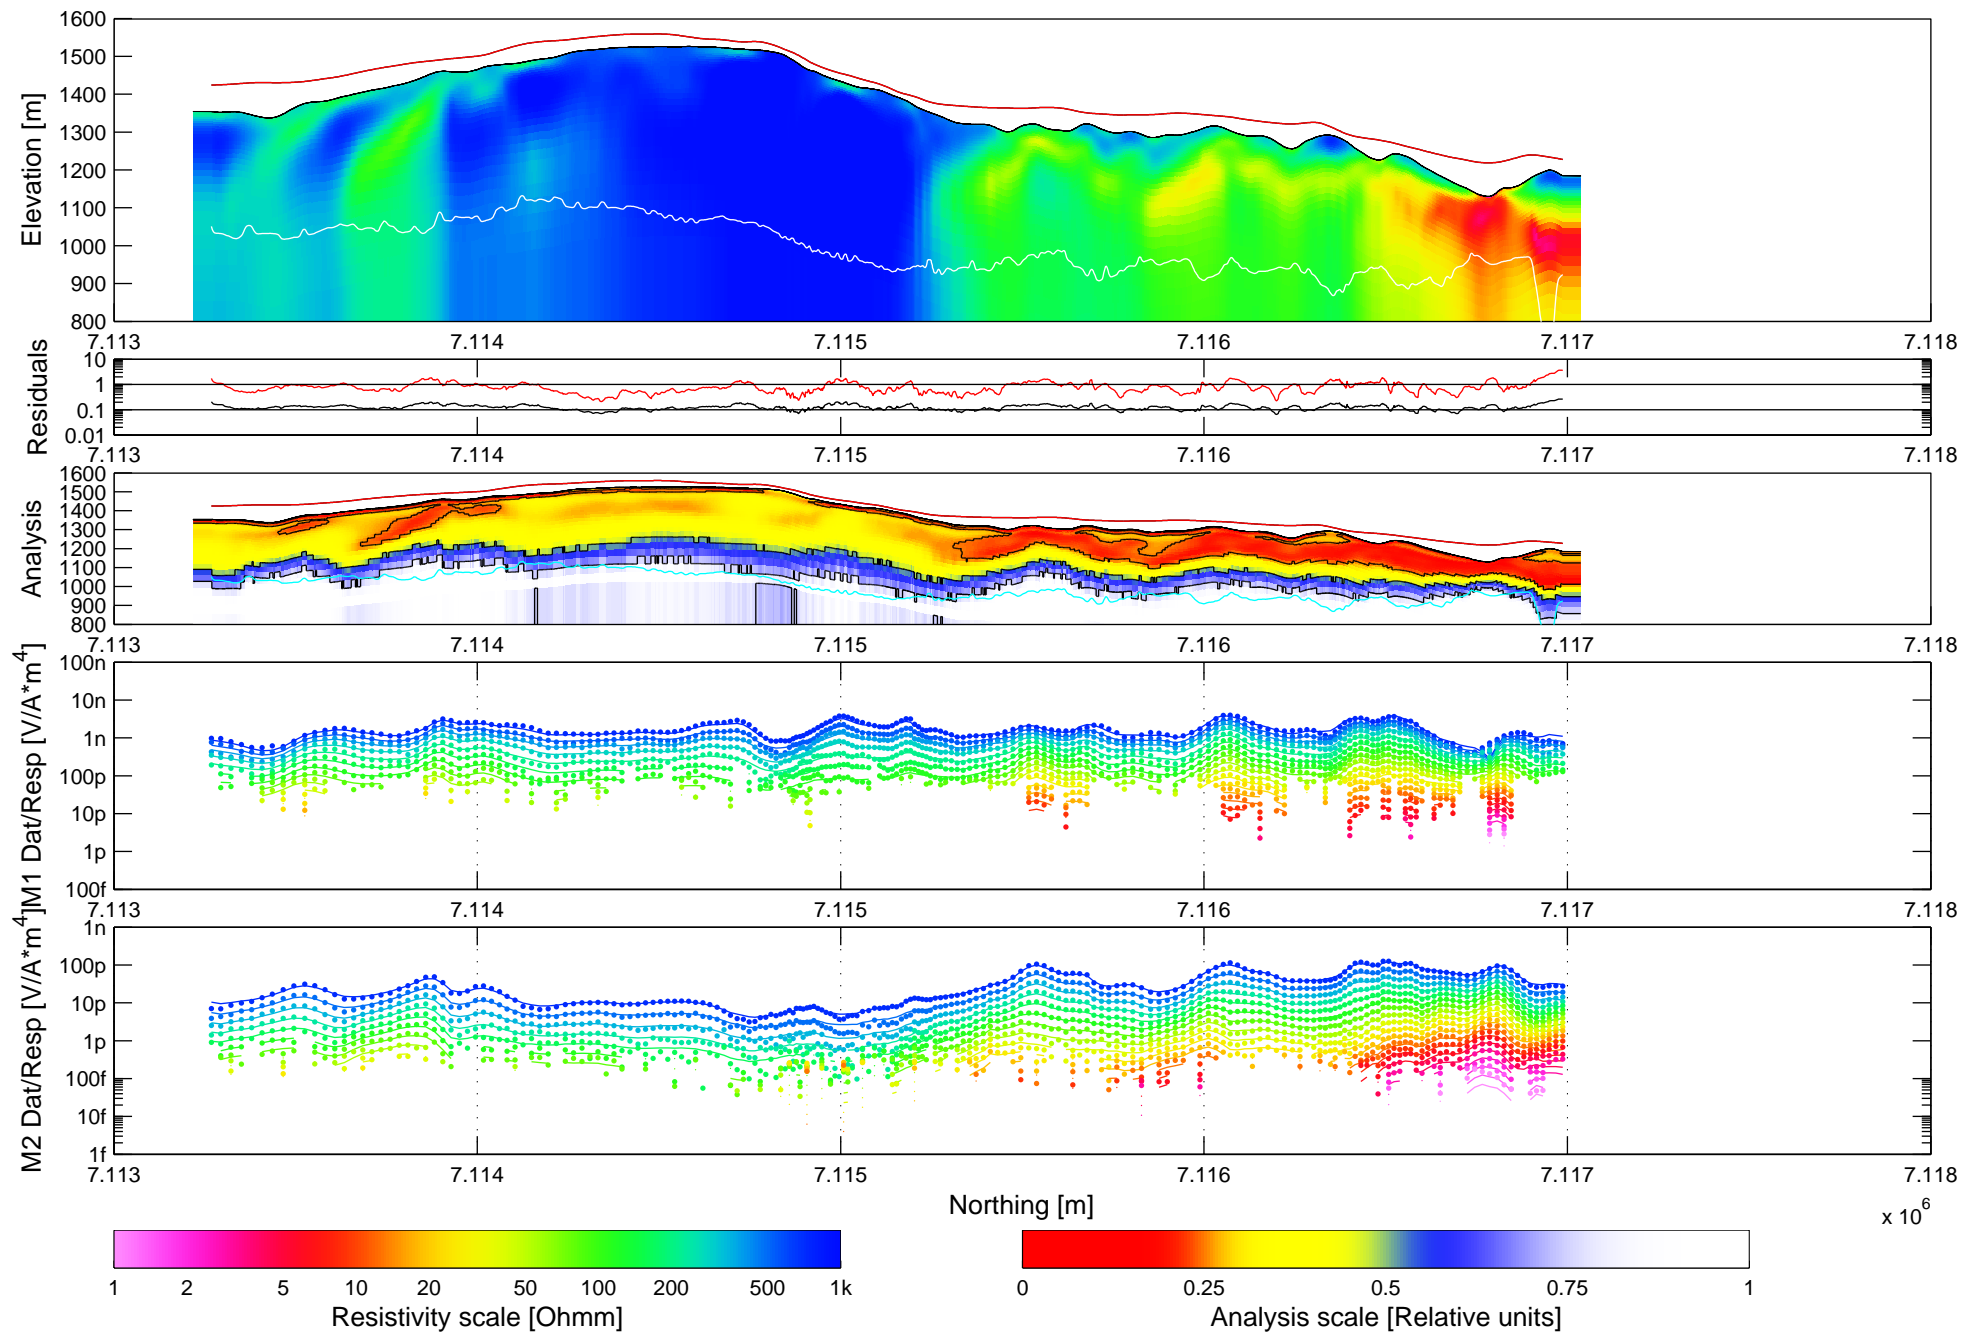 1600
1500
1400
1300
1200
1100
1000
900
800
Elevation [m]
7.113 7.114 7.115 7.116 7.117 7.118
10
1
0.1
0.01
Residuals
7.113 7.114 7.115 7.116 7.117 7.118
1600
1500
1400
1300
1200
1100
1000
900
800
Analysis
7.113 7.114 7.115 7.116 7.117 7.118
100n
10n
1n
100p
10p
1p
100f
M1 Dat/Resp [V/A*m^4]
7.113 7.114 7.115 7.116 7.117 7.118
1n
100p
10p
1p
100f
10f
1f
M2 Dat/Resp [V/A*m^4]
7.113 7.114 7.115 7.116 7.117 7.118
Northing [m]
x 10^6
1 2 5 10 20 50 100 200 500 1k
Resistivity scale [Ohmm]
0 0.25 0.5 0.75 1
Analysis scale [Relative units]